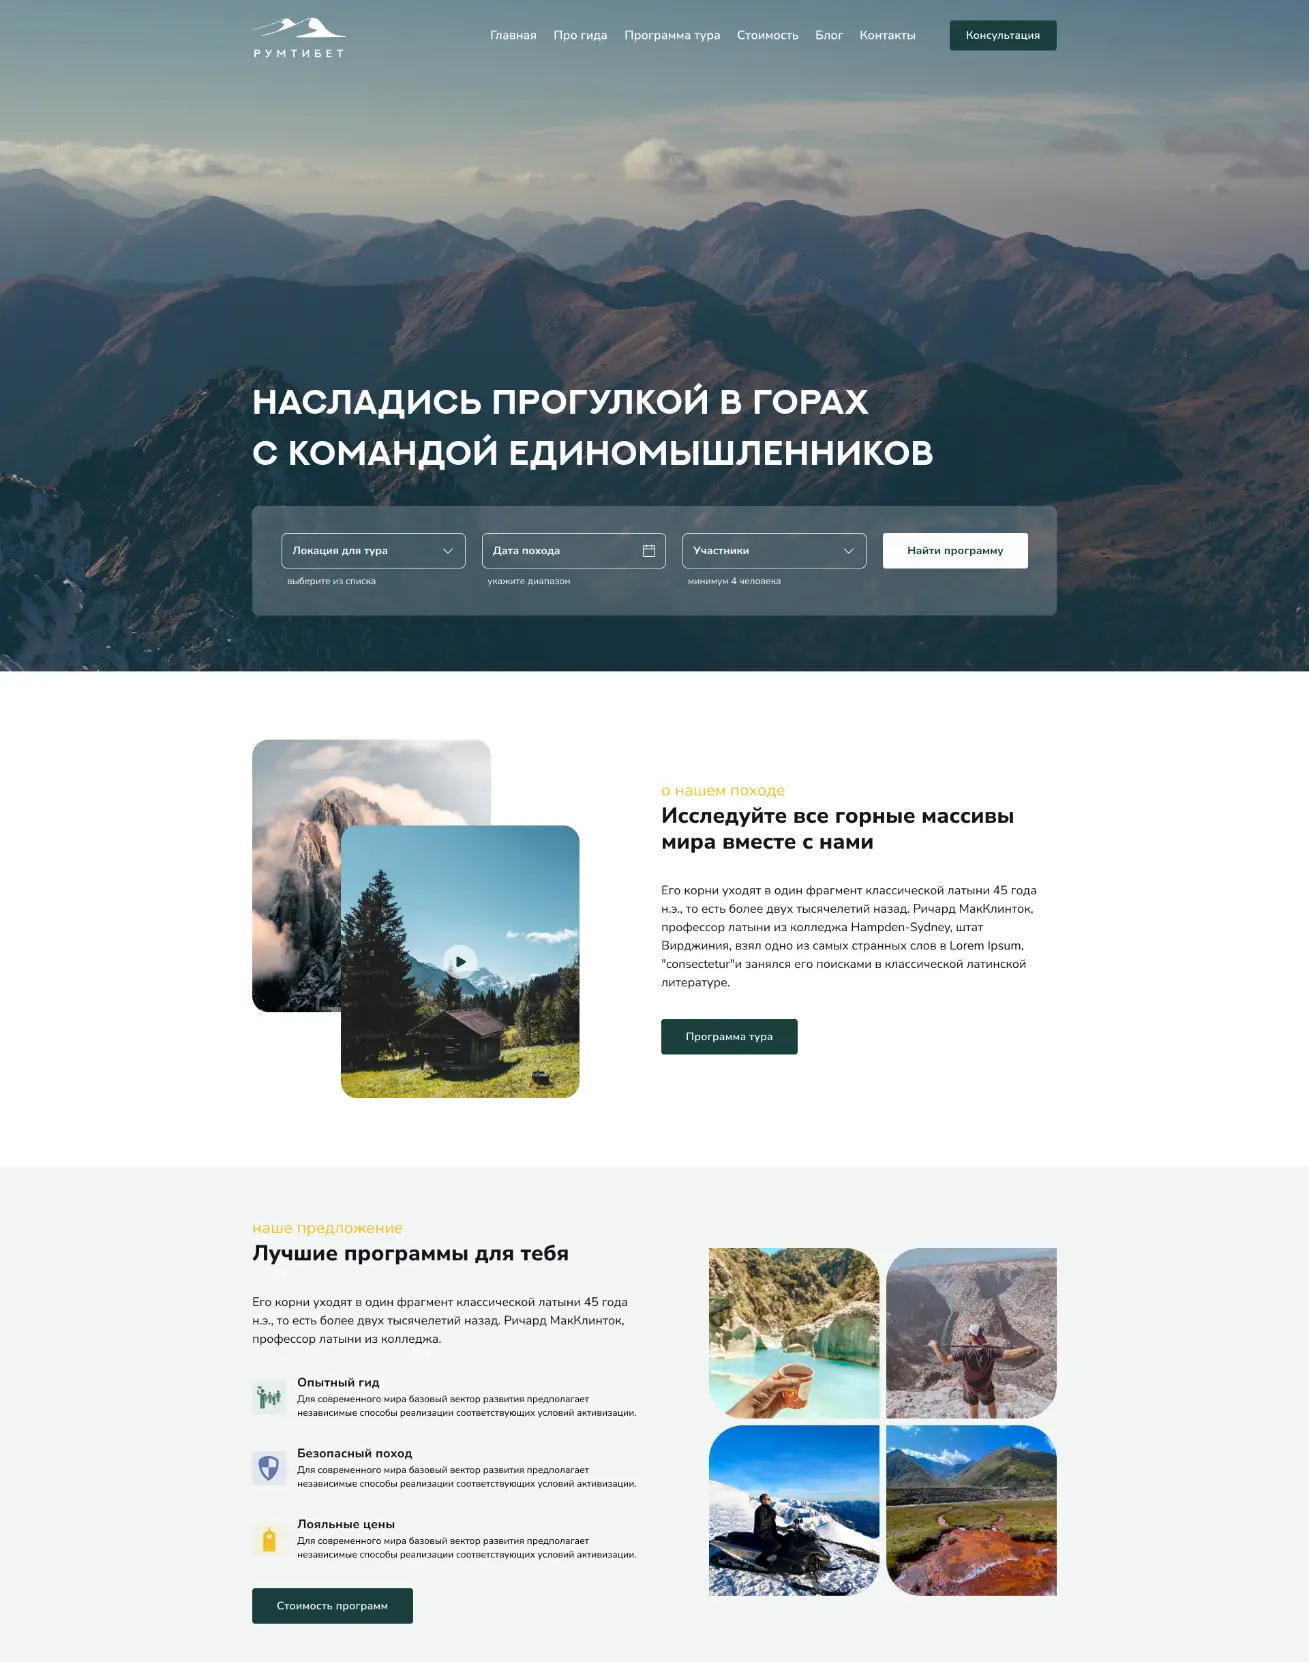 РУМТИБЕТ
Главная Про гида Программа тура Стоимость Блог Контакты Консультация
НАСЛАДИСЬ ПРОГУЛКОЙ В ГОРАХ
С КОМАНДОЙ ЕДИНОМЫШЛЕННИКОВ
Локация для тура Дата похода Участники Найти программу
выберите из списка укажите диапазон минимум 4 человека
о нашем походе
Исследуйте все горные массивы
мира вместе с нами
Его корни уходят в один фрагмент классической латыни 45 года
н.э., то есть более двух тысячелетий назад. Ричард МакКлинток,
профессор латыни из колледжа Hampden-Sydney, штат
Вирджиния, взял одно из самых странных слов в Lorem Ipsum,
"consectetur"и занялся его поисками в классической латинской
литературе.
Программа тура
наше предложение
Лучшие программы для тебя
Его корни уходят в один фрагмент классической латыни 45 года
н.э., то есть более двух тысячелетий назад. Ричард МакКлинток,
профессор латыни из колледжа.
Опытный гид
Для современного мира базовый вектор развития предполагает
независимые способы реализации соответствующих условий активизации.
Безопасный поход
Для современного мира базовый вектор развития предполагает
независимые способы реализации соответствующих условий активизации.
Лояльные цены
Для современного мира базовый вектор развития предполагает
независимые способы реализации соответствующих условий активизации.
Стоимость программ